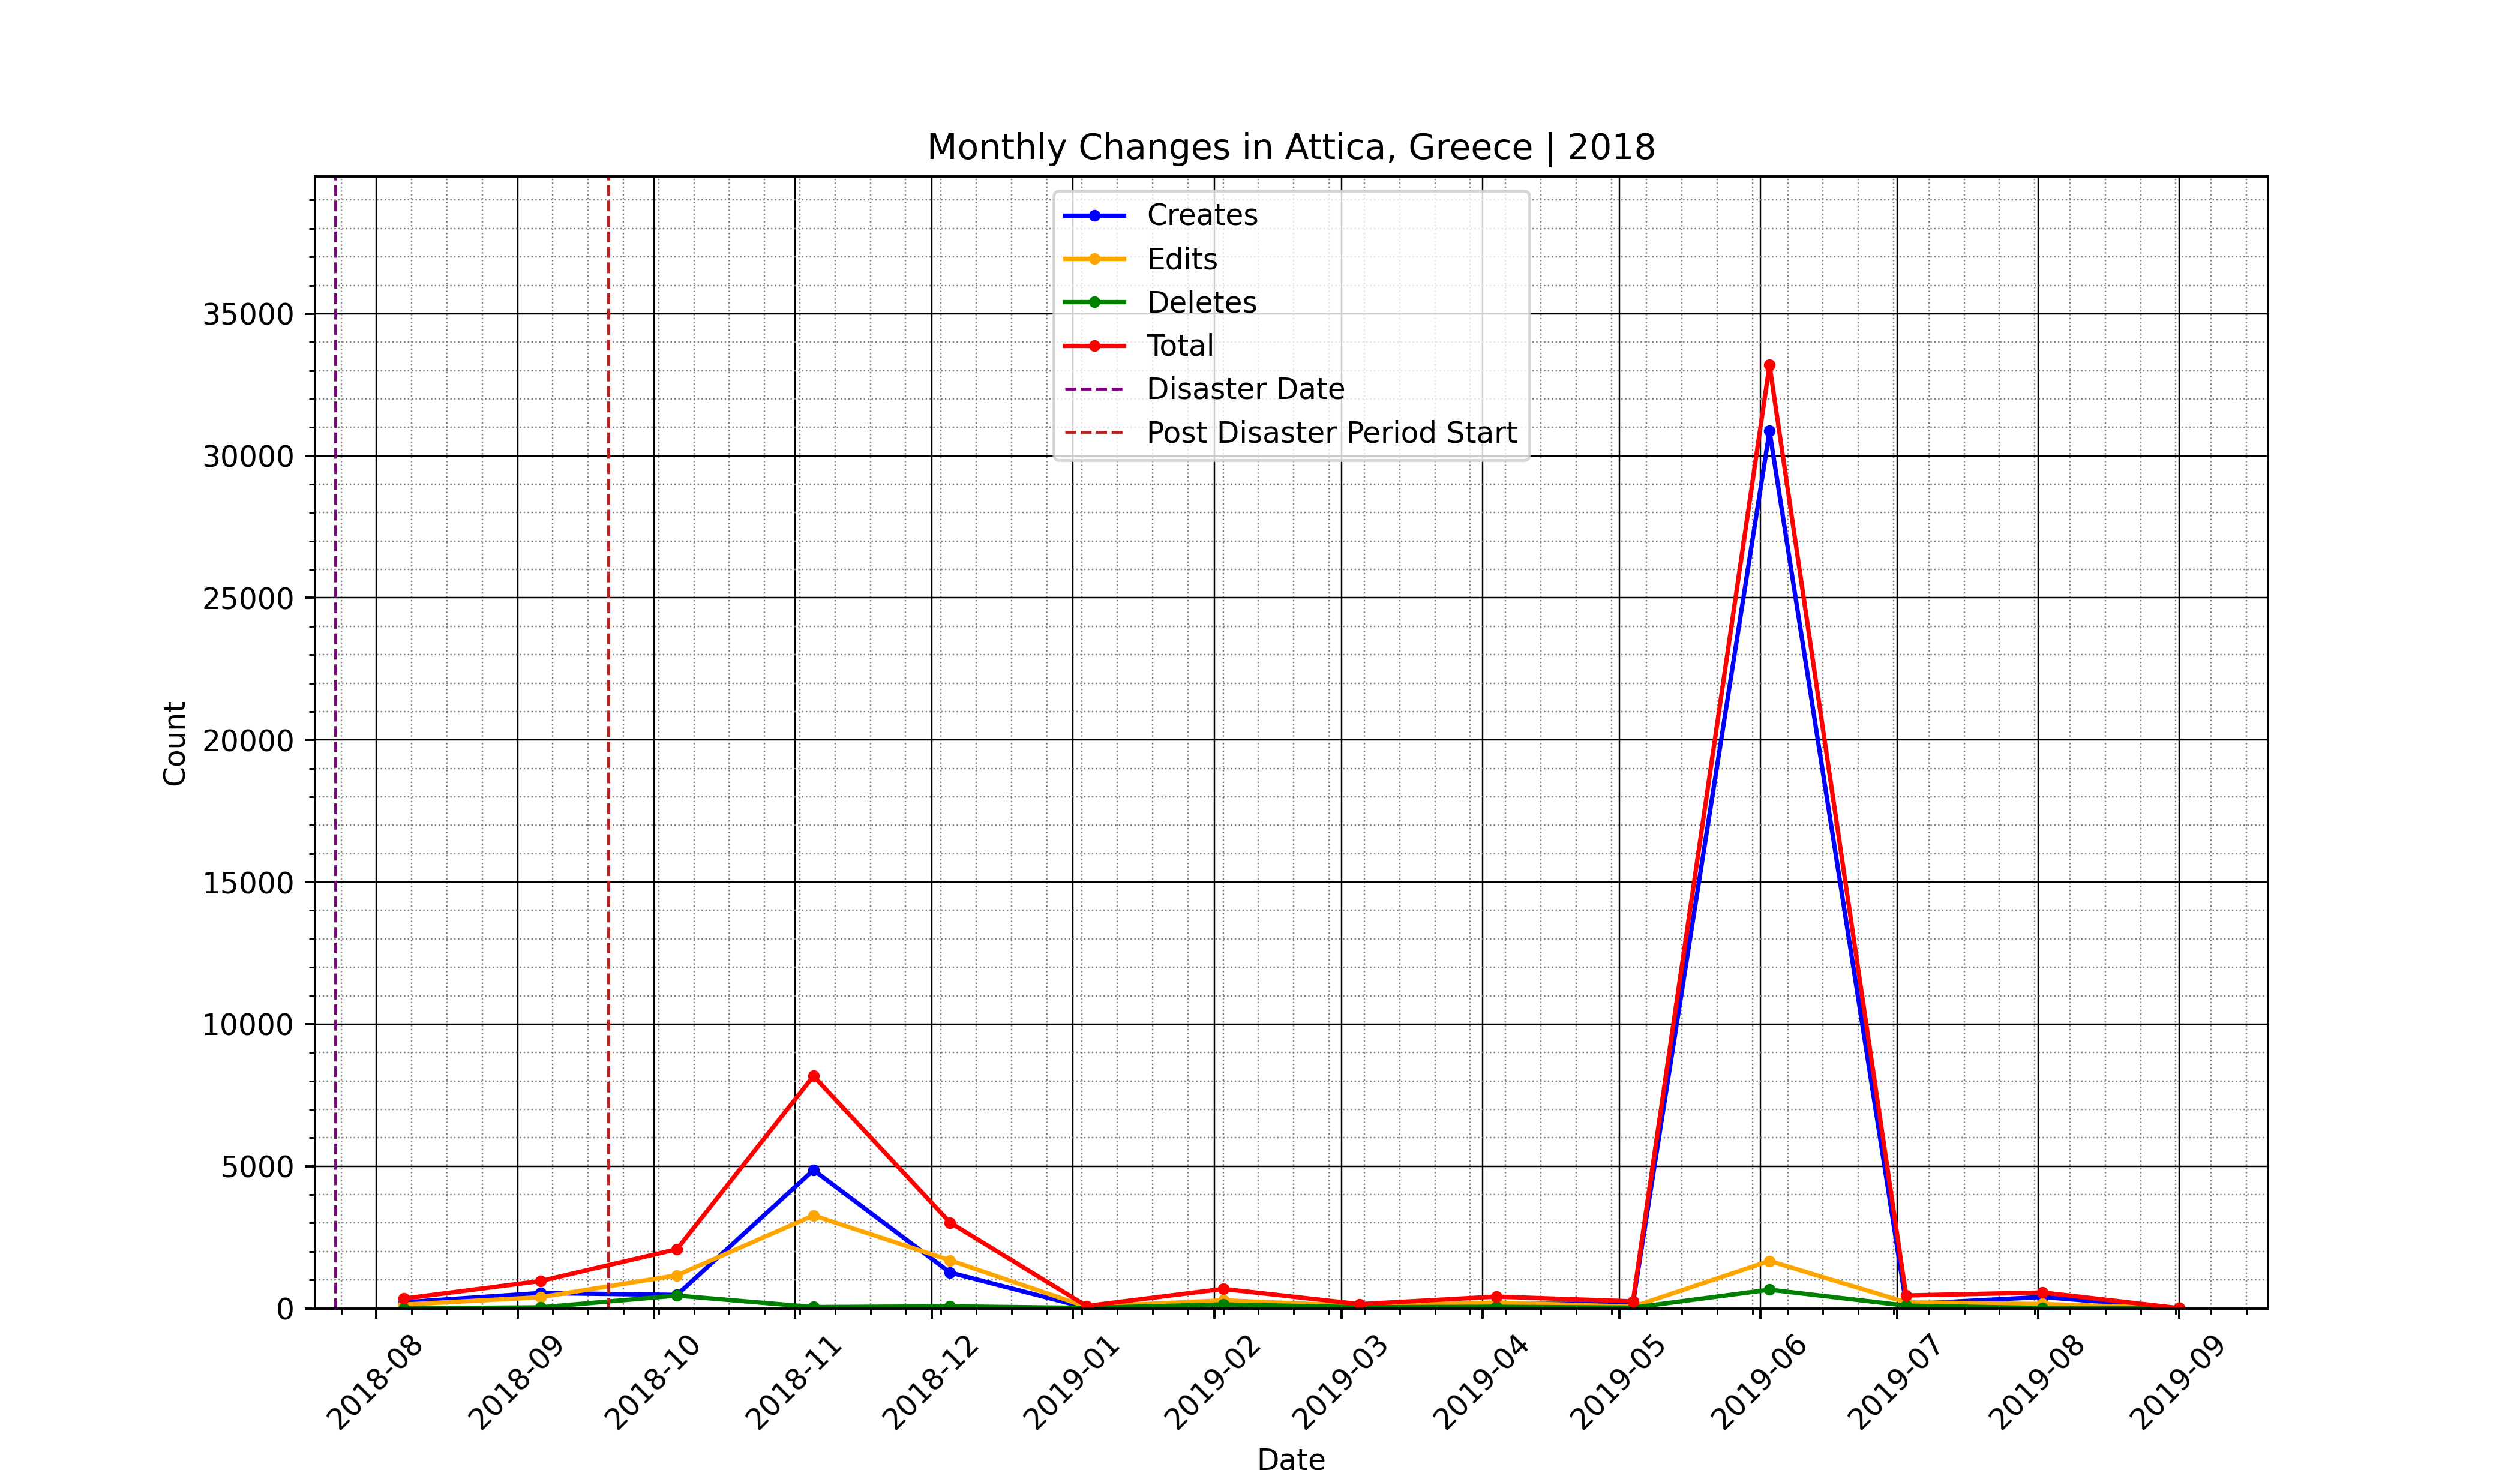 Monthly Changes in Attica, Greece | 2018
Creates
Edits
Deletes
Total
Disaster Date
Post Disaster Period Start
35000
30000
25000
20000
15000
10000
5000
0
Count
2018-08
2018-09
2018-10
2018-11
2018-12
2019-01
2019-02
2019-03
2019-04
2019-05
2019-06
2019-07
2019-08
2019-09
Date